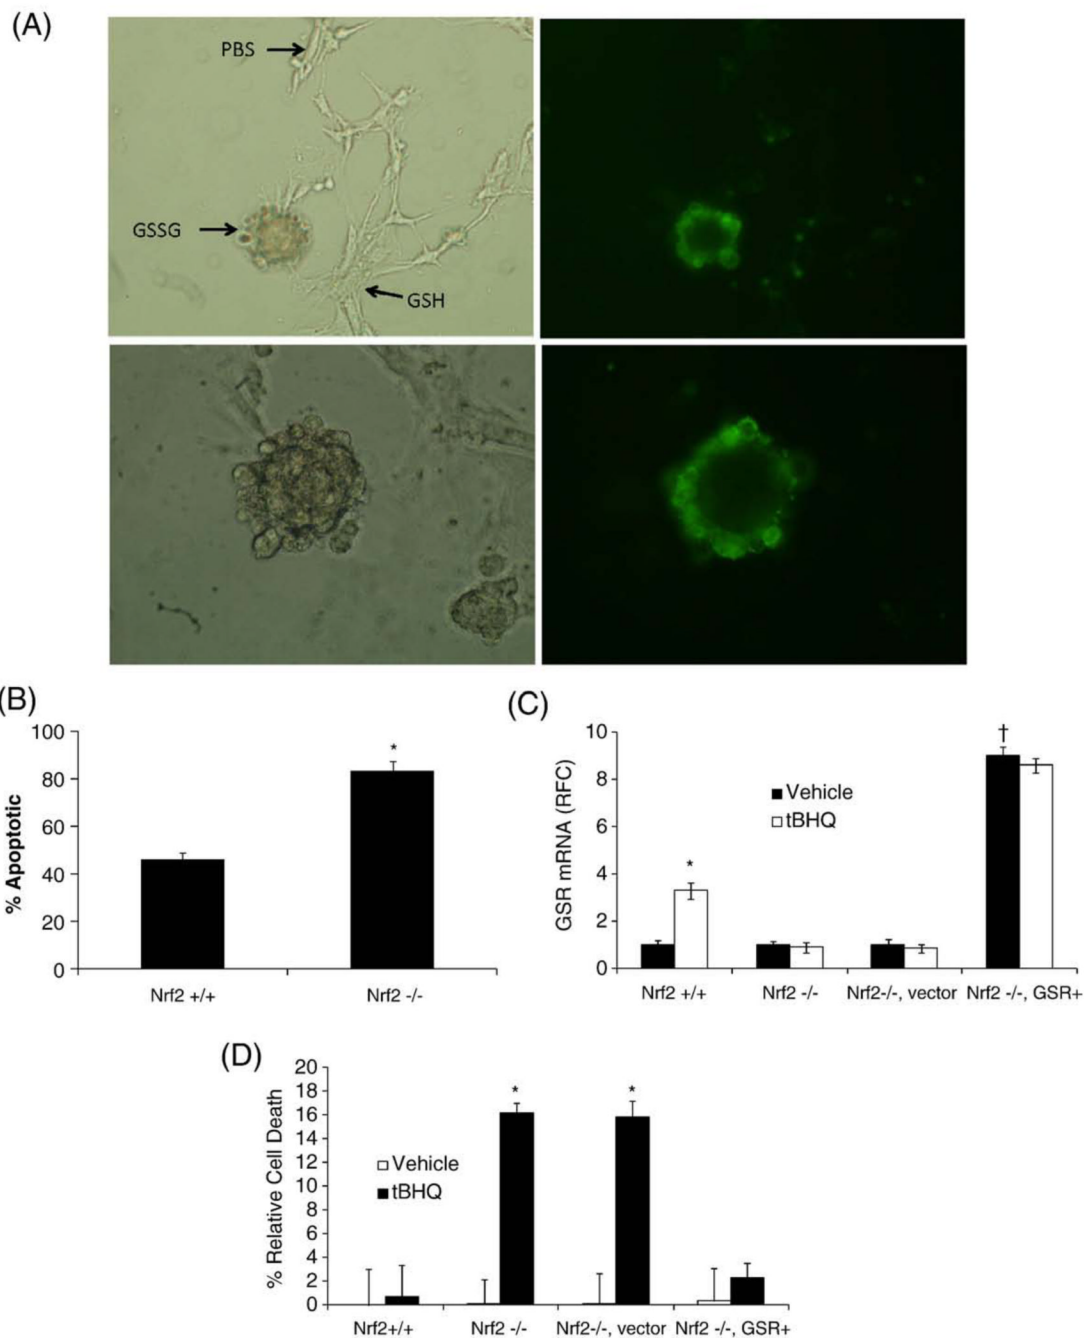 (A)
PBS
GSSG
GSH
(B)
% Apoptotic
100
80
60
40
20
0
*
Nrf2 +/+
Nrf2 -/-
(C)
GSR mRNA (RFC)
10
8
6
4
2
0
Vehicle
tBHQ
*
†
Nrf2 +/+
Nrf2 -/-
Nrf2-/-, vector
Nrf2 -/-, GSR+
(D)
% Relative Cell Death
20
18
16
14
12
10
8
6
4
2
0
Vehicle
tBHQ
*
*
Nrf2+/+
Nrf2 -/-
Nrf2-/-, vector
Nrf2 -/-, GSR+